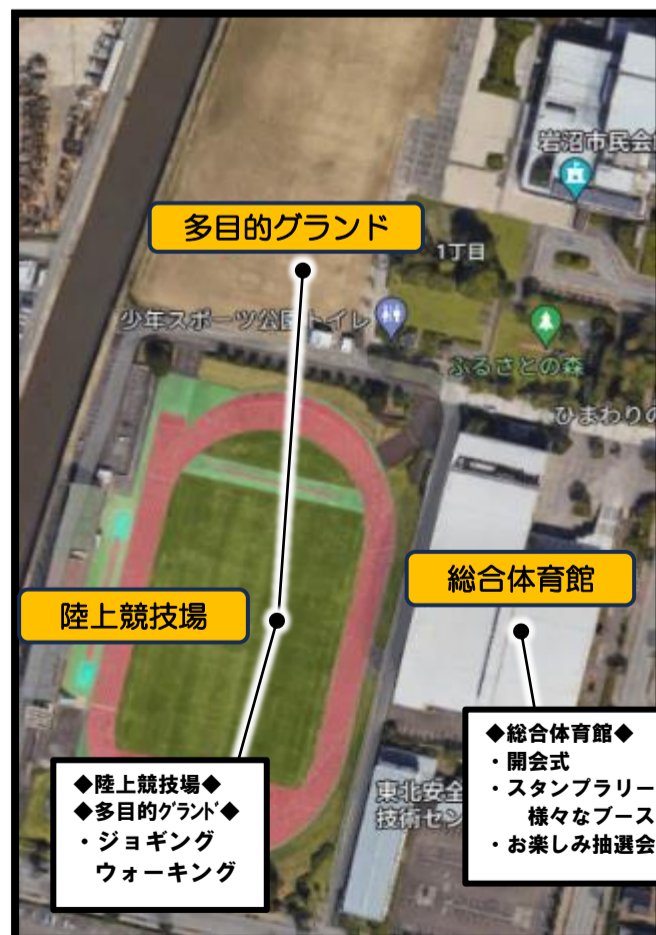 岩沼市民会
多目的グランド
1丁目
少年スポーツ公園トイレ
ふるさとの森
ひまわりの
総合体育館
陸上競技場
◆総合体育館◆
・開会式
・スタンプラリー
様々なブース
・お楽しみ抽選会
◆陸上競技場◆
◆多目的グランド◆
・ジョギング
ウォーキング
東北安全
技術セン